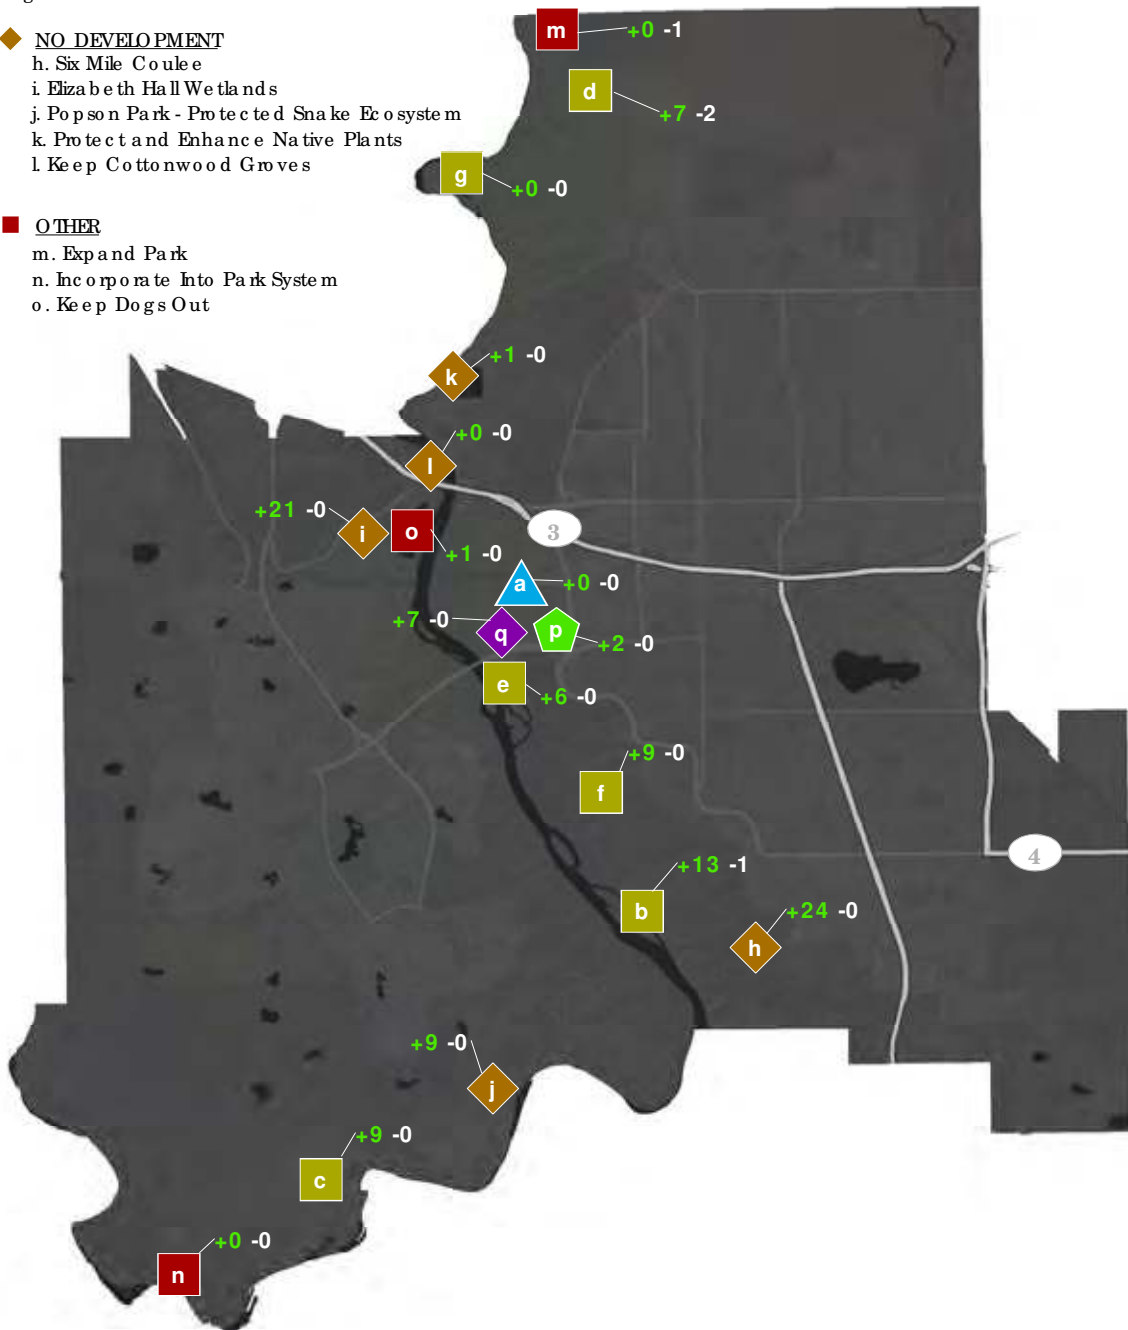 NO DEVELOPMENT
h. Six Mile Coulee
i. Elizabeth Hall Wetlands
j. Popson Park - Protected Snake Ecosystem
k. Protect and Enhance Native Plants
l. Keep Cottonwood Groves
OTHER
m. Expand Park
n. Incorporate Into Park System
o. Keep Dogs Out
m +0 -1
d +7 -2
g +0 -0
k +1 -0
l +0 -0
i +21 -0
o +1 -0
3
a +0 -0
q +7 -0
p +2 -0
e +6 -0
f +9 -0
4
b +13 -1
h +24 -0
j +9 -0
c +9 -0
n +0 -0